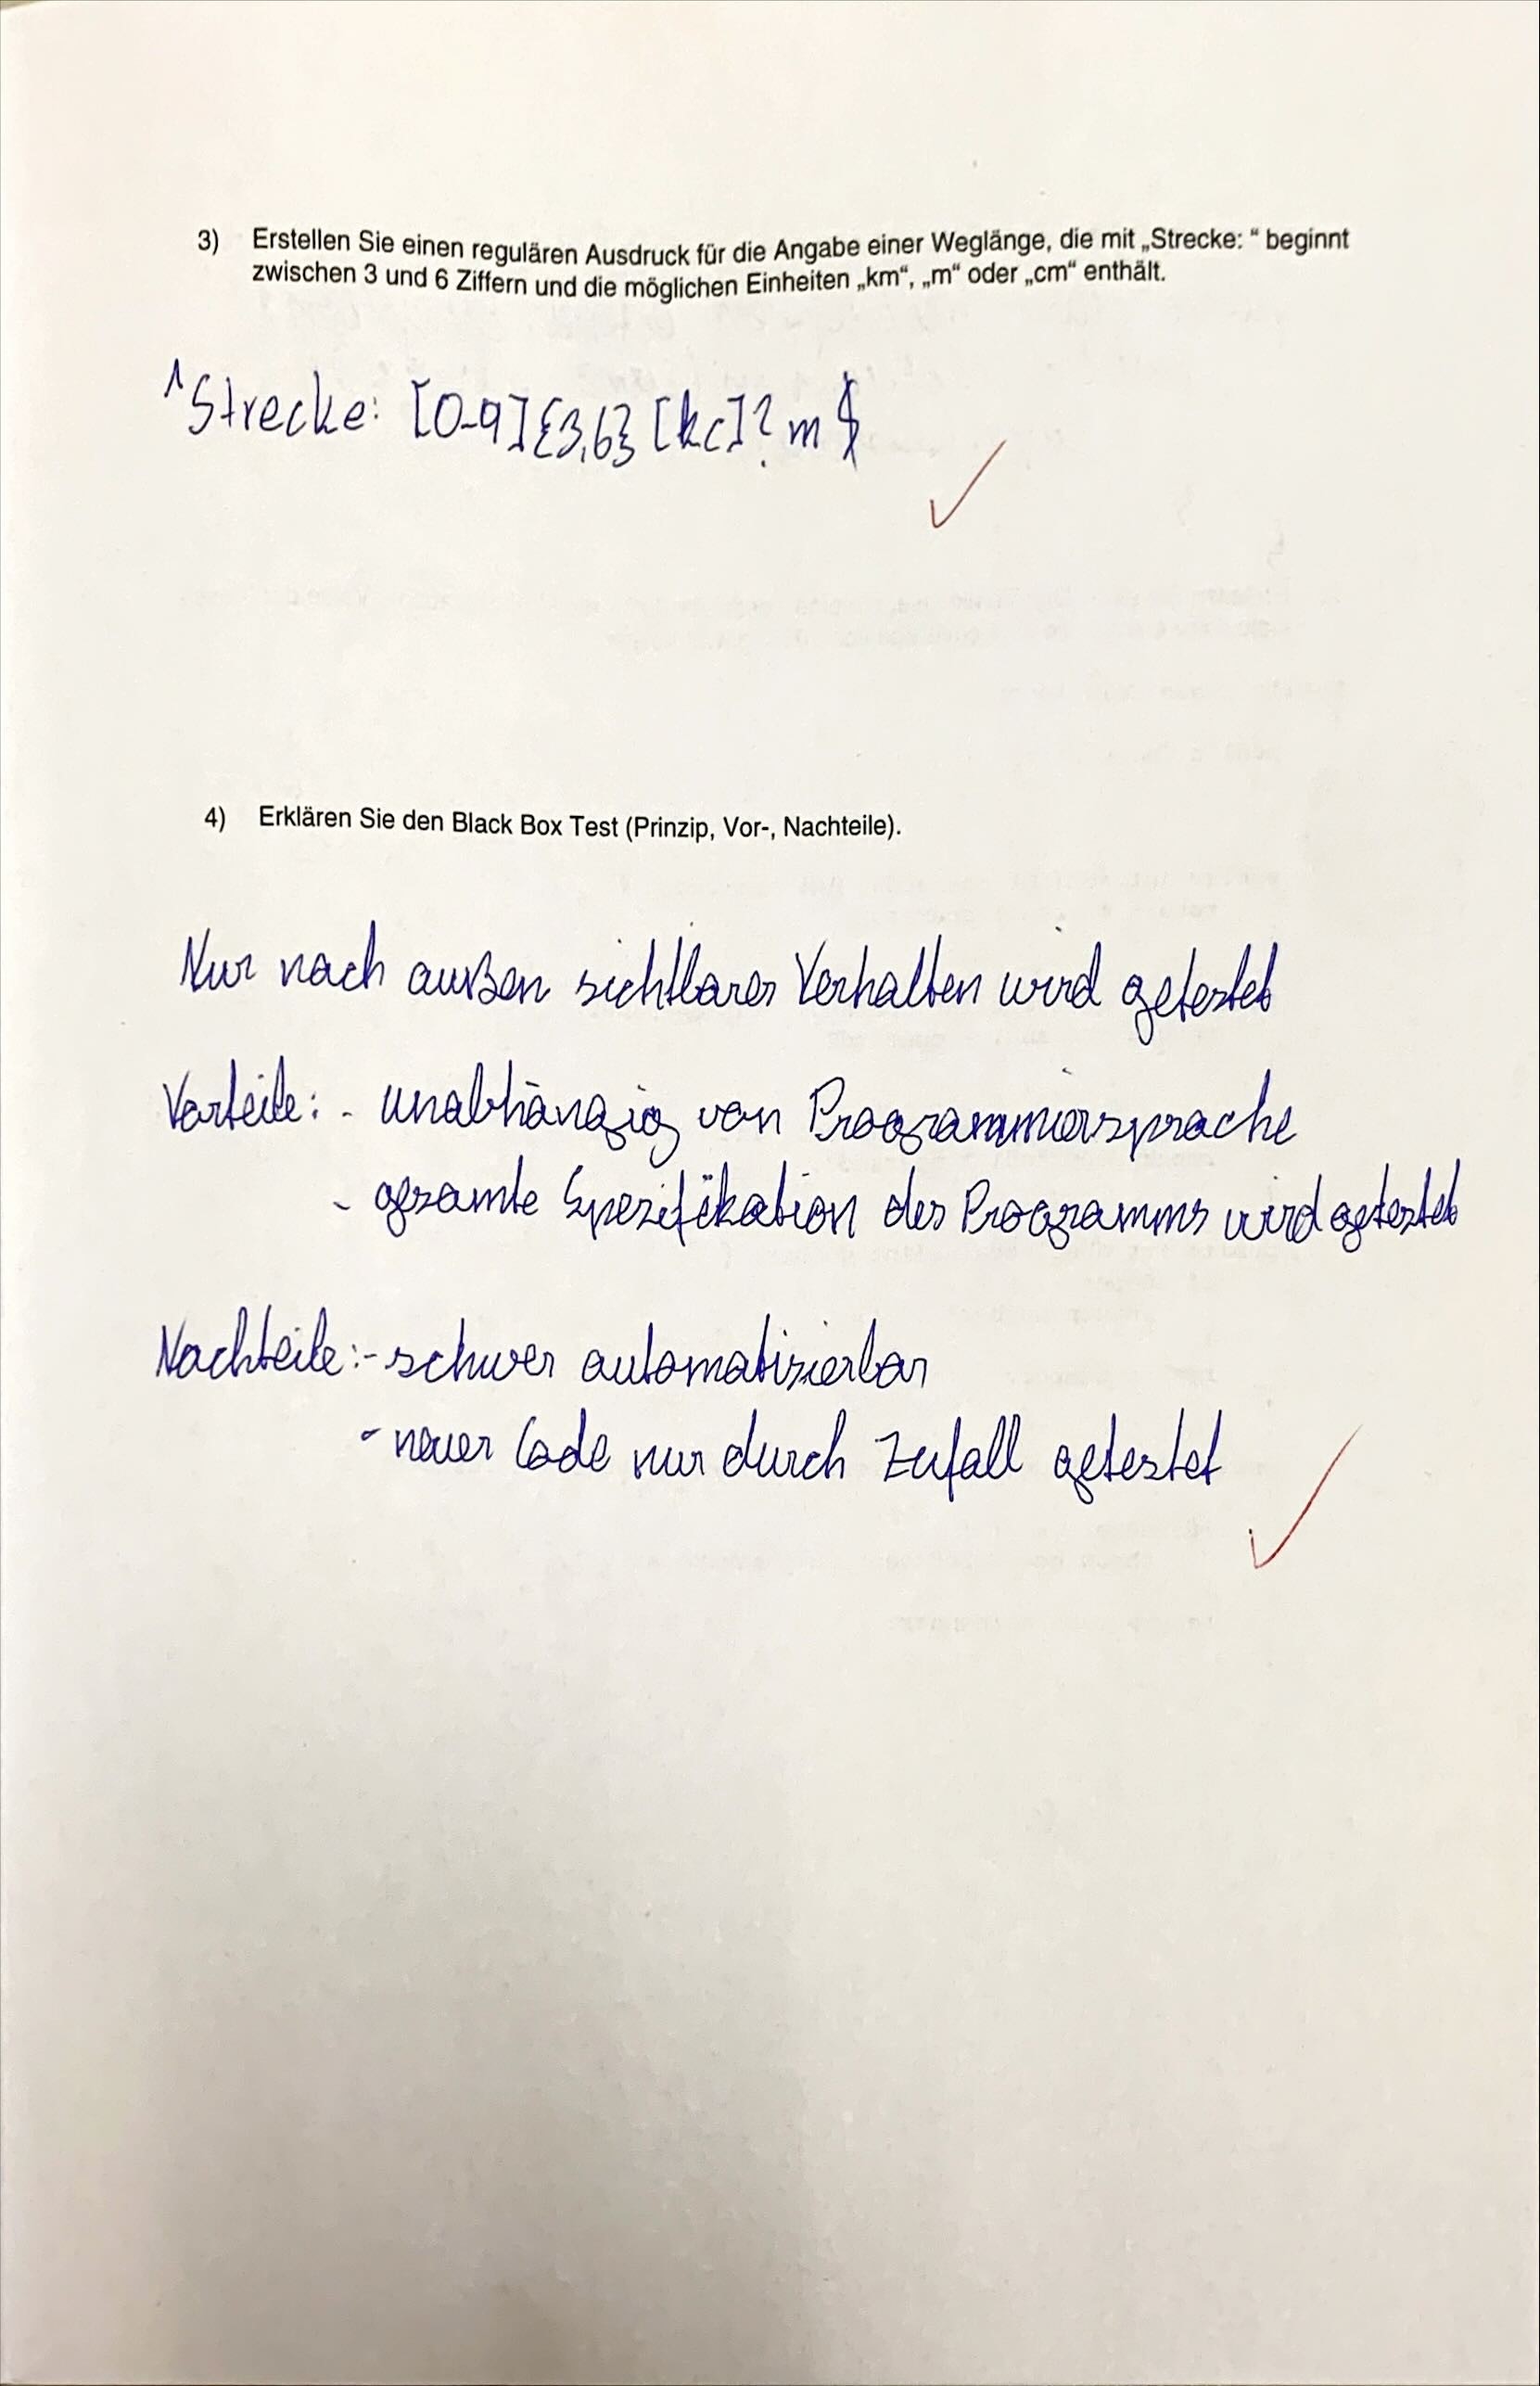 3) Erstellen Sie einen regulären Ausdruck für die Angabe einer Weglänge, die mit „Strecke: “ beginnt
zwischen 3 und 6 Ziffern und die möglichen Einheiten „km“, „m“ oder „cm“ enthält.
^Strecke: [0-9]{3,6}[kc]?m$
4) Erklären Sie den Black Box Test (Prinzip, Vor-, Nachteile).
Nur nach außen sichtbares Verhalten wird getestet
Vorteile: - unabhängig von Programmiersprache
- gesamte Spezifikation des Programms wird getestet
Nachteile: - schwer automatisierbar
- neuer Code nur durch Zufall getestet